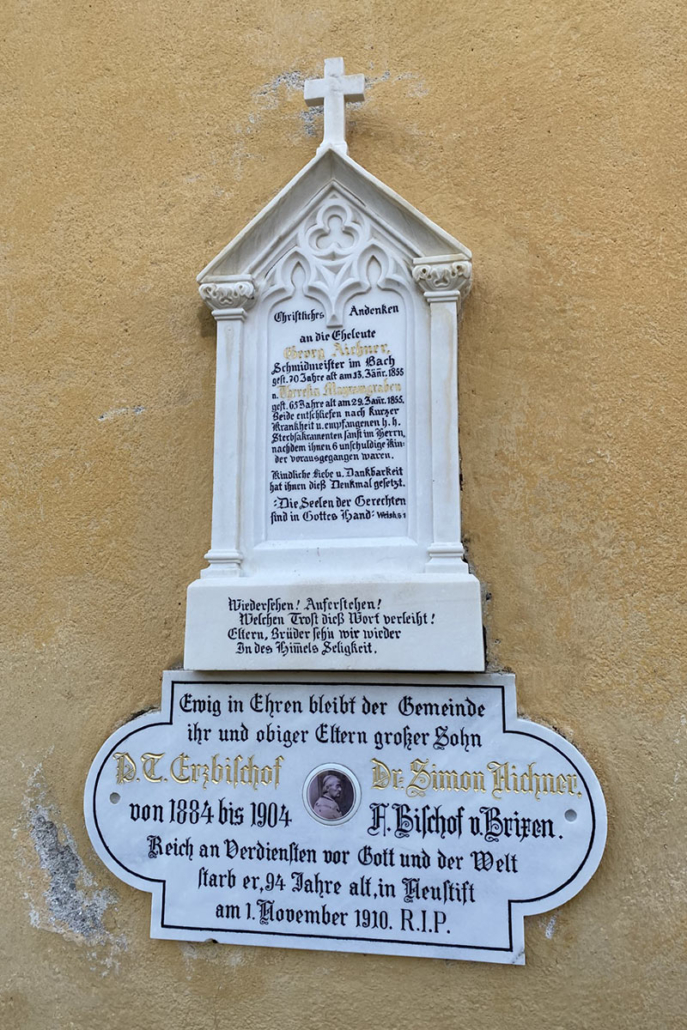 Christliches Andenken
an die Eheleute
Georg Aichner,
Schmidmeister im Bach
gest. 70 Jahre alt am 13. Jänr. 1855
u. Theresia Mayramgraben
gest. 65 Jahre alt am 29. Jänr. 1855.
Beide entschliefen nach kurzer
Krankheit u. empfangenen h. h.
Sterbsakramenten sanft im Herrn,
nachdem ihnen 6 unschuldige Kin-
der vorausgegangen waren.
Kindliche Liebe u. Dankbarkeit
hat ihnen dieß Denkmal gesetzt.
„Die Seelen der Gerechten
sind in Gottes Hand“
Wiedersehen! Auferstehen!
Welchen Trost dieß Wort verleiht!
Eltern, Brüder seh'n wir wieder
In des Him̄els Seligkeit.
Ewig in Ehren bleibt der Gemeinde
ihr und obiger Eltern großer Sohn
P.T. Erzbischof Dr. Simon Aichner,
von 1884 bis 1904 F. Bischof v. Brixen.
Reich an Verdiensten vor Gott und der Welt
starb er, 94 Jahre alt, in Neustift
am 1. November 1910. R.I.P.